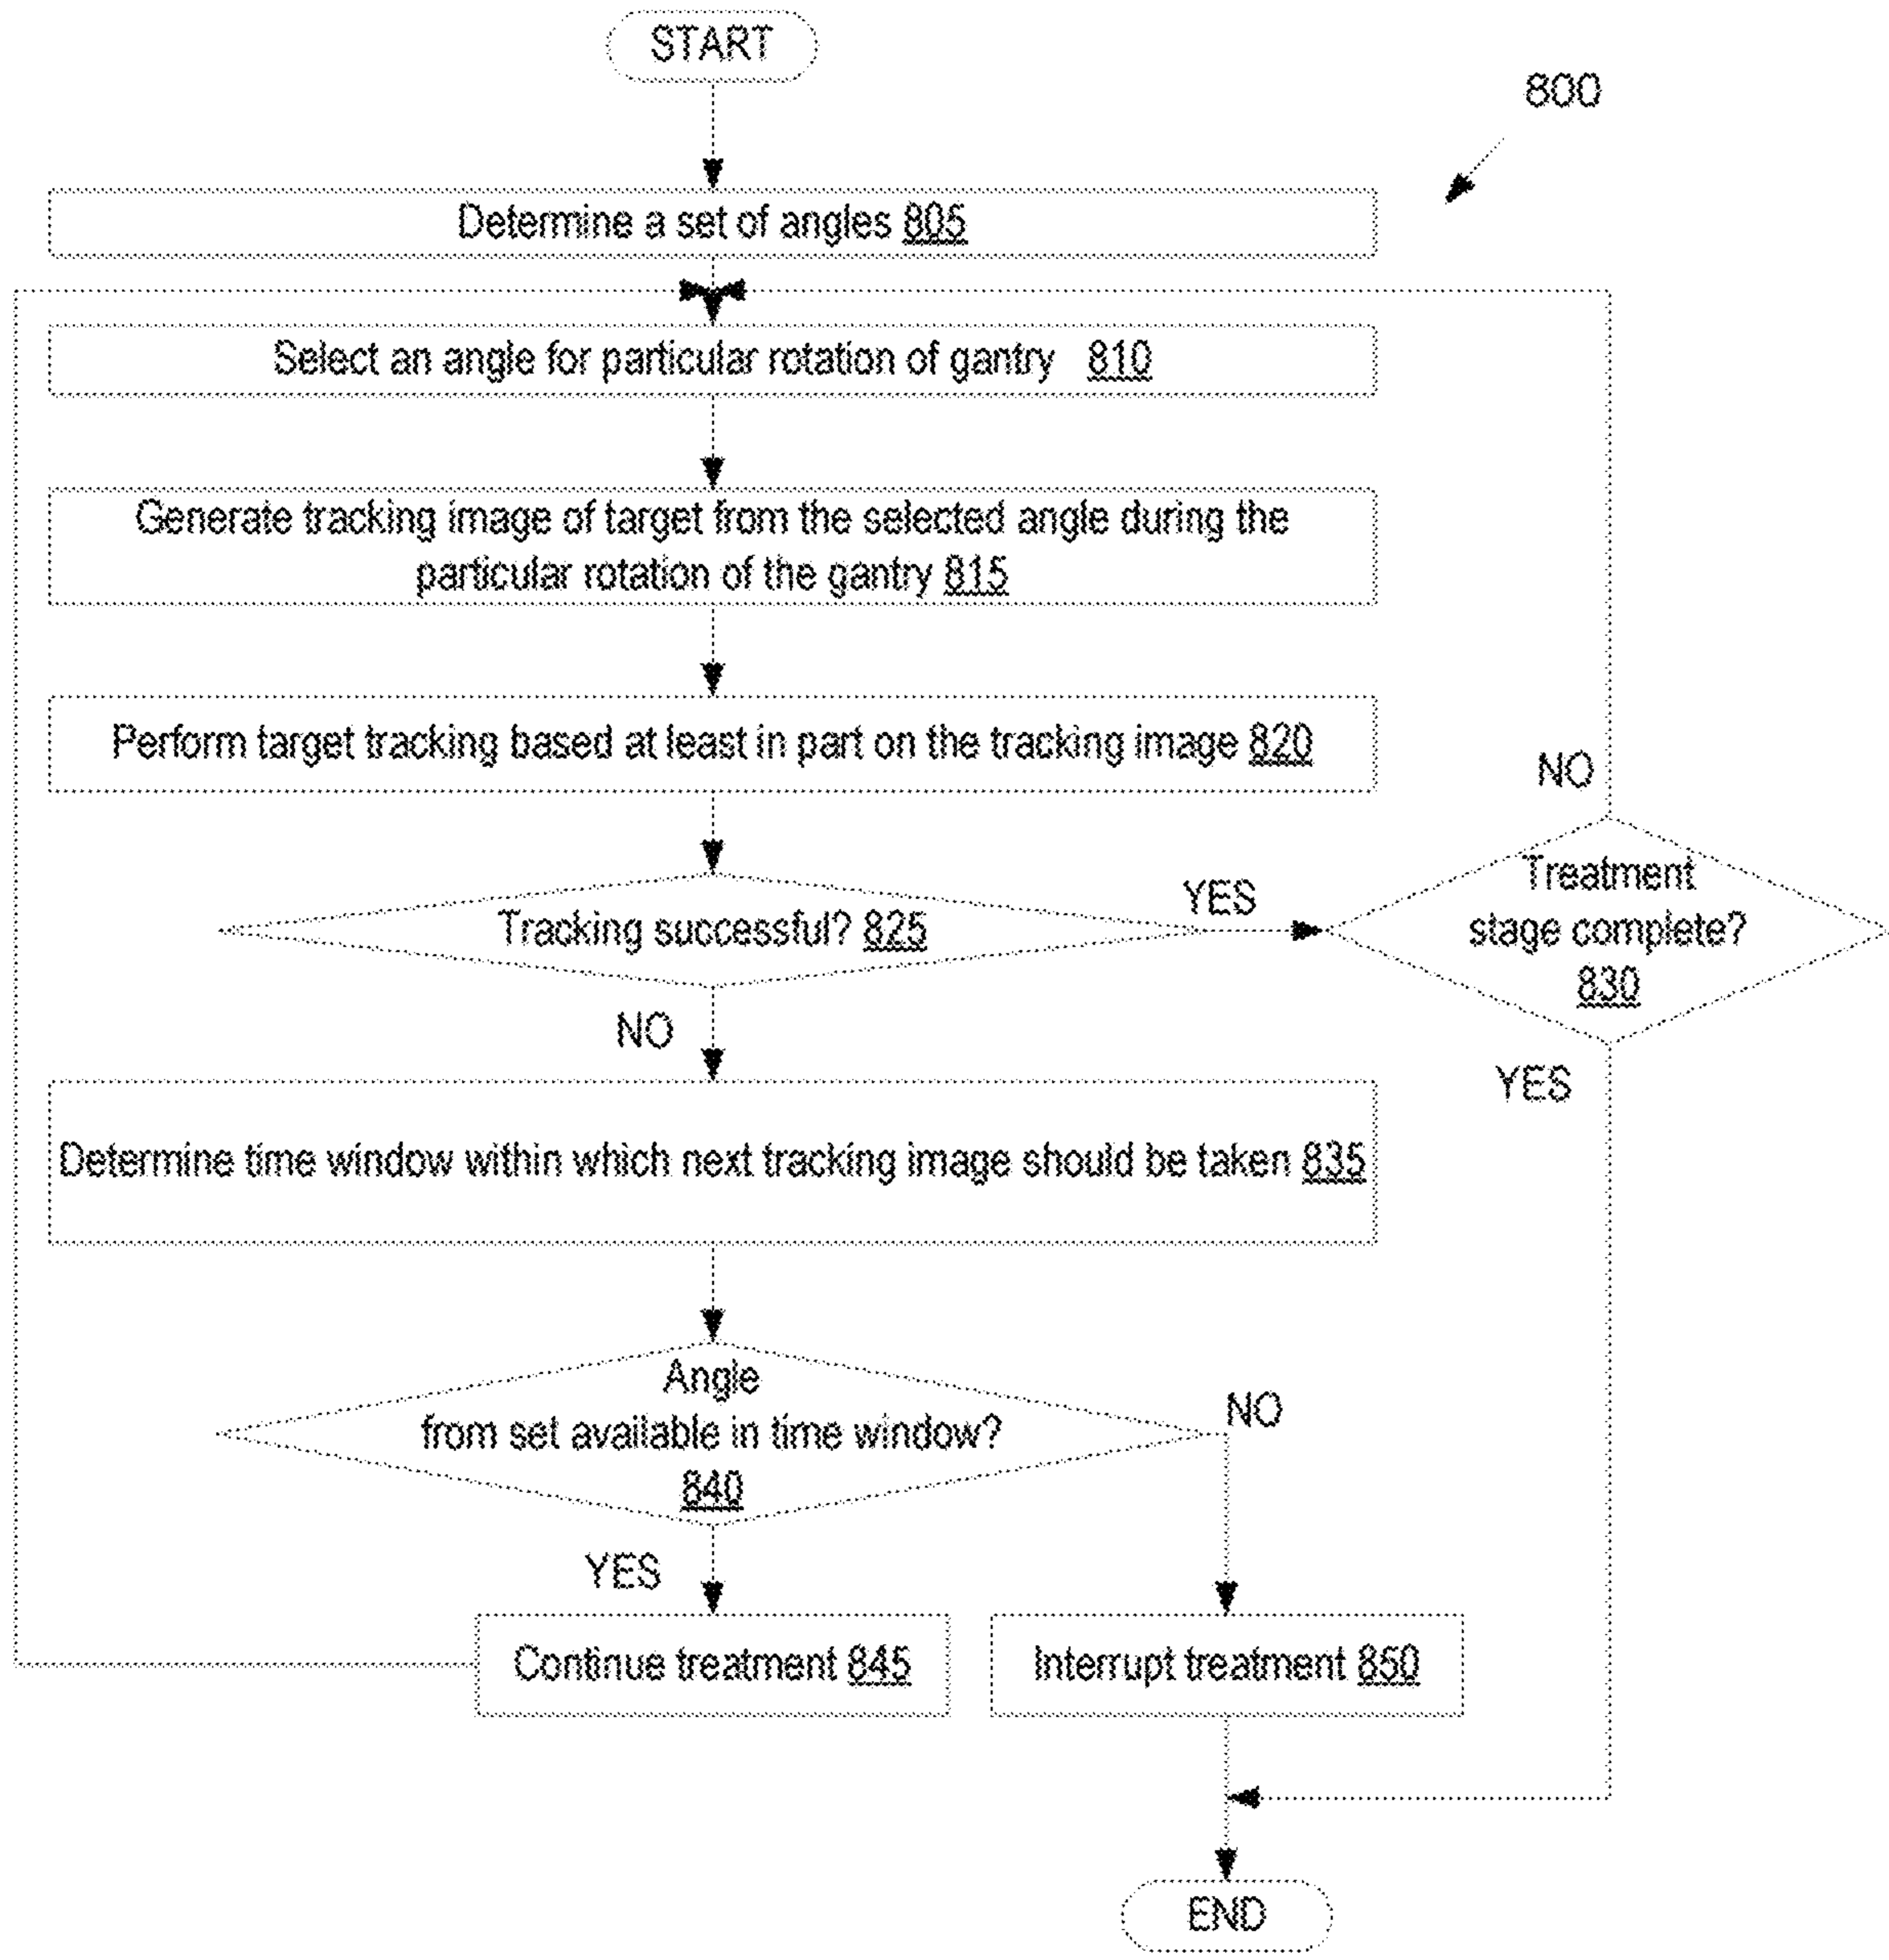 START
800
Determine a set of angles 805
Select an angle for particular rotation of gantry 810
Generate tracking image of target from the selected angle during the
particular rotation of the gantry 815
Perform target tracking based at least in part on the tracking image 820
NO
Tracking successful? 825
YES
Treatment
stage complete?
830
NO
YES
Determine time window within which next tracking image should be taken 835
Angle
from set available in time window?
840
NO
YES
Continue treatment 845
Interrupt treatment 850
END